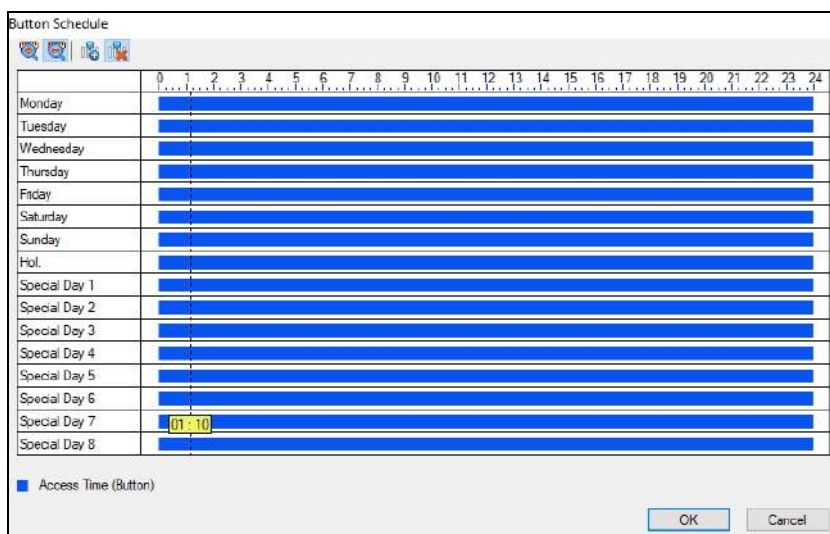 Button Schedule
0 1 2 3 4 5 6 7 8 9 10 11 12 13 14 15 16 17 18 19 20 21 22 23 24
Monday
Tuesday
Wednesday
Thursday
Friday
Saturday
Sunday
Hol.
Special Day 1
Special Day 2
Special Day 3
Special Day 4
Special Day 5
Special Day 6
Special Day 7
01 : 10
Special Day 8
Access Time (Button)
OK Cancel